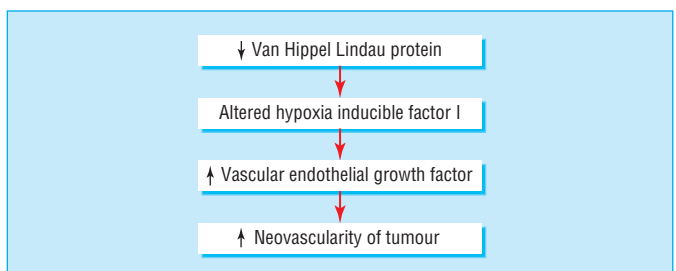 ↓ Van Hippel Lindau protein
Altered hypoxia inducible factor I
↑ Vascular endothelial growth factor
↑ Neovascularity of tumour